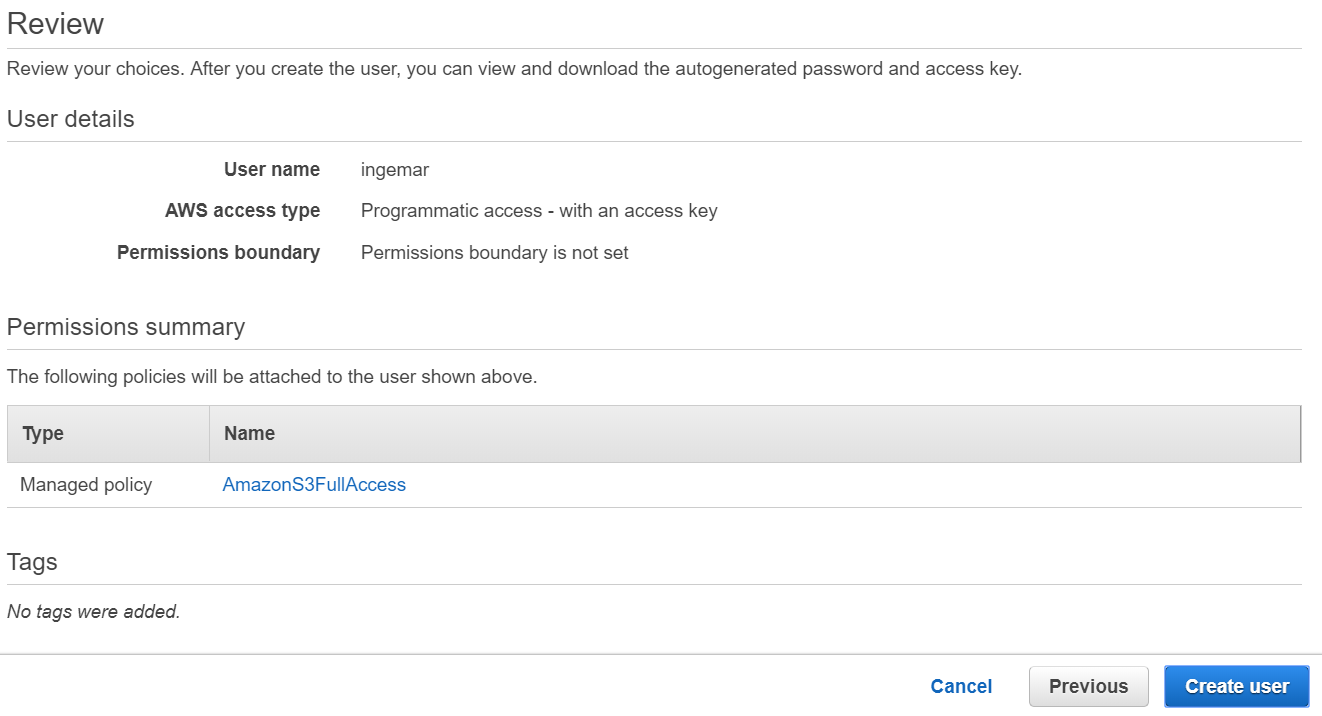 Review
Review your choices. After you create the user, you can view and download the autogenerated password and access key.
User details
User name ingemar
AWS access type Programmatic access - with an access key
Permissions boundary Permissions boundary is not set
Permissions summary
The following policies will be attached to the user shown above.
Type Name
Managed policy AmazonS3FullAccess
Tags
No tags were added.
Cancel Previous Create user